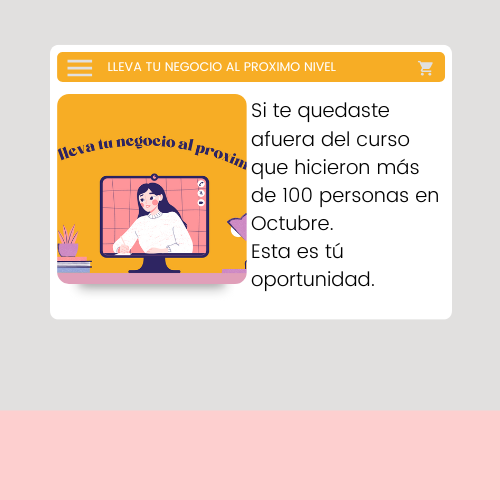 LLEVA TU NEGOCIO AL PROXIMO NIVEL
lleva tu negocio al proxim
Si te quedaste
afuera del curso
que hicieron más
de 100 personas en
Octubre.
Esta es tú
oportunidad.